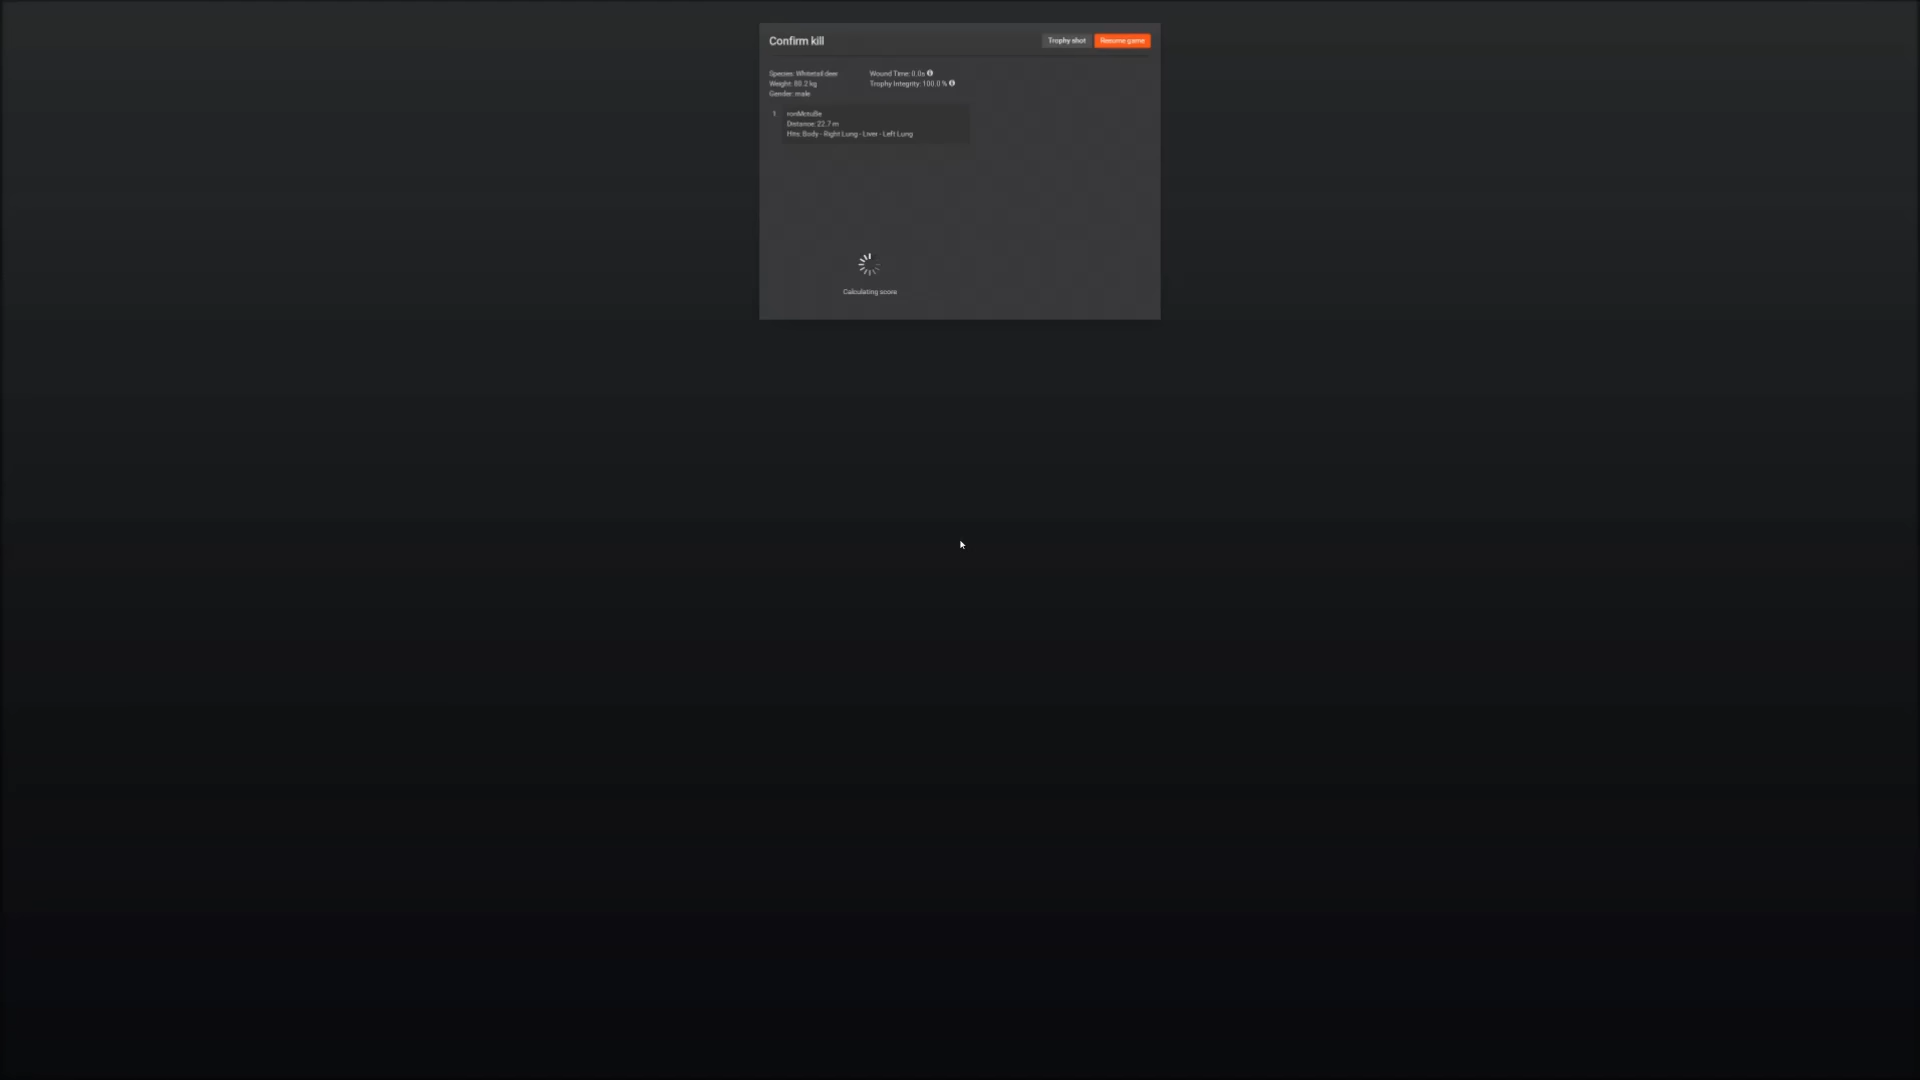 Confirm kill
Trophy shot
Resume game
Species: Whitetail deer
Weight: 80.2 kg
Gender: male
Wound Time: 0.0s
Trophy Integrity: 100.0 %
1.
Distance: 22.7 m
Hits: Body - Right Lung - Liver - Left Lung
Calculating score